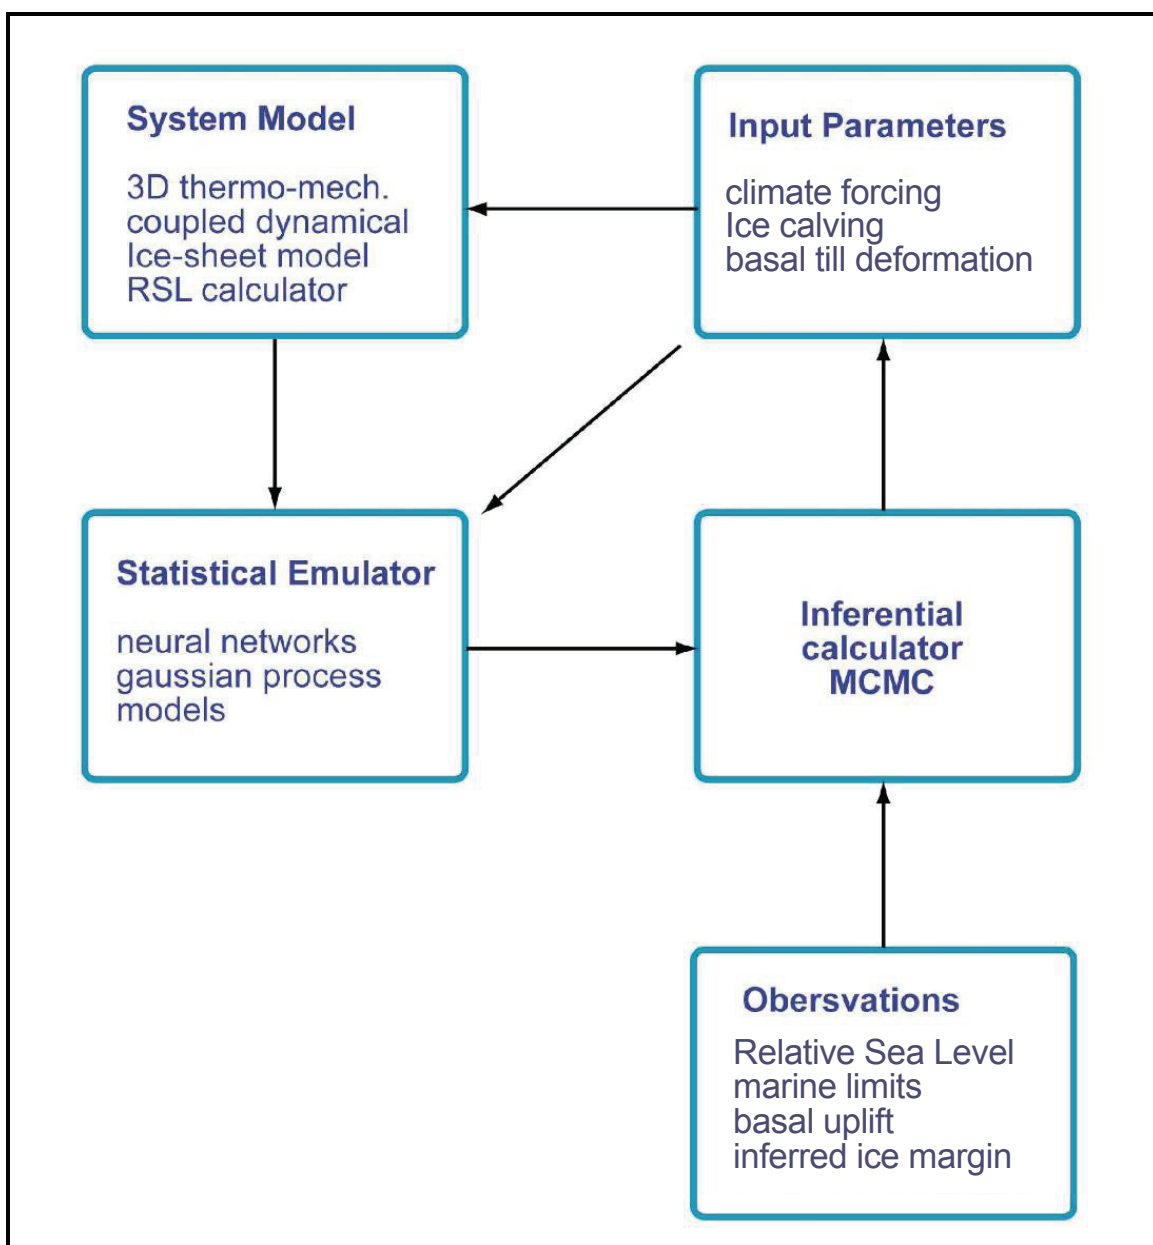 System Model
3D thermo-mech.
coupled dynamical
Ice-sheet model
RSL calculator
Input Parameters
climate forcing
Ice calving
basal till deformation
Statistical Emulator
neural networks
gaussian process
models
Inferential
calculator
MCMC
Obersvations
Relative Sea Level
marine limits
basal uplift
inferred ice margin